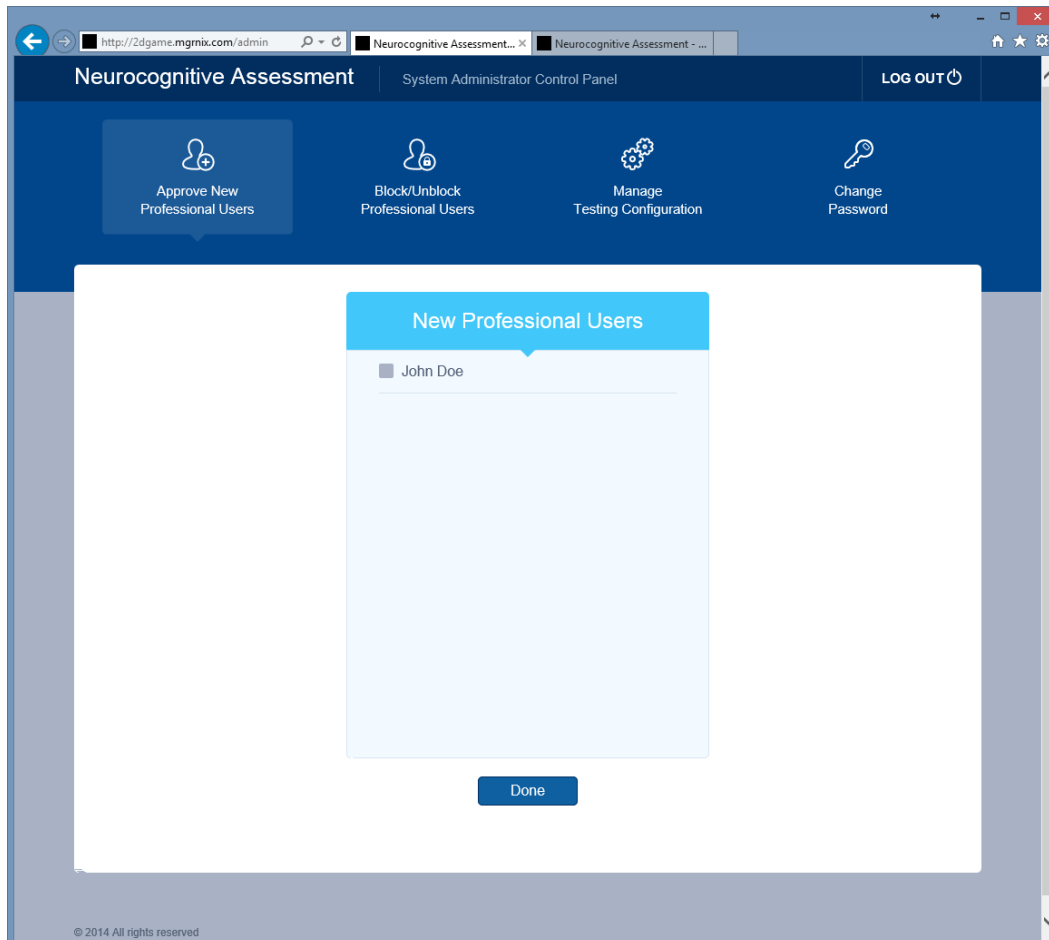 http://2dgame.mgrnix.com/admin
Neurocognitive Assessment...
Neurocognitive Assessment - ...
Neurocognitive Assessment
System Administrator Control Panel
LOG OUT
Approve New
Professional Users
Block/Unblock
Professional Users
Manage
Testing Configuration
Change
Password
New Professional Users
John Doe
Done
© 2014 All rights reserved